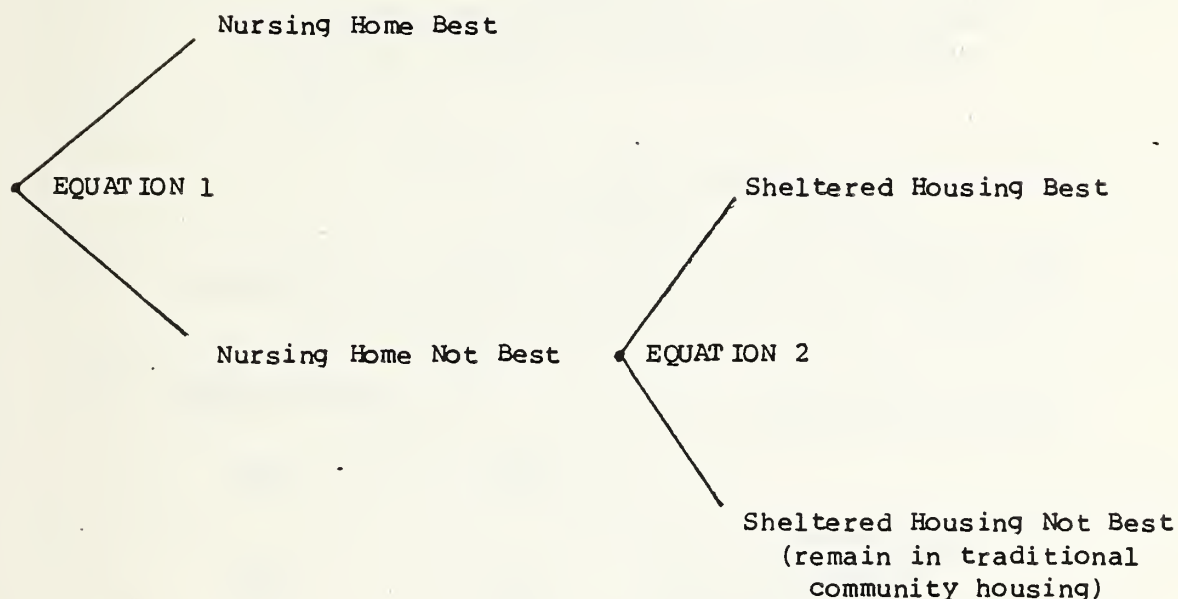 Nursing Home Best
EQUATION 1
Sheltered Housing Best
Nursing Home Not Best
EQUATION 2
Sheltered Housing Not Best
(remain in traditional
community housing)